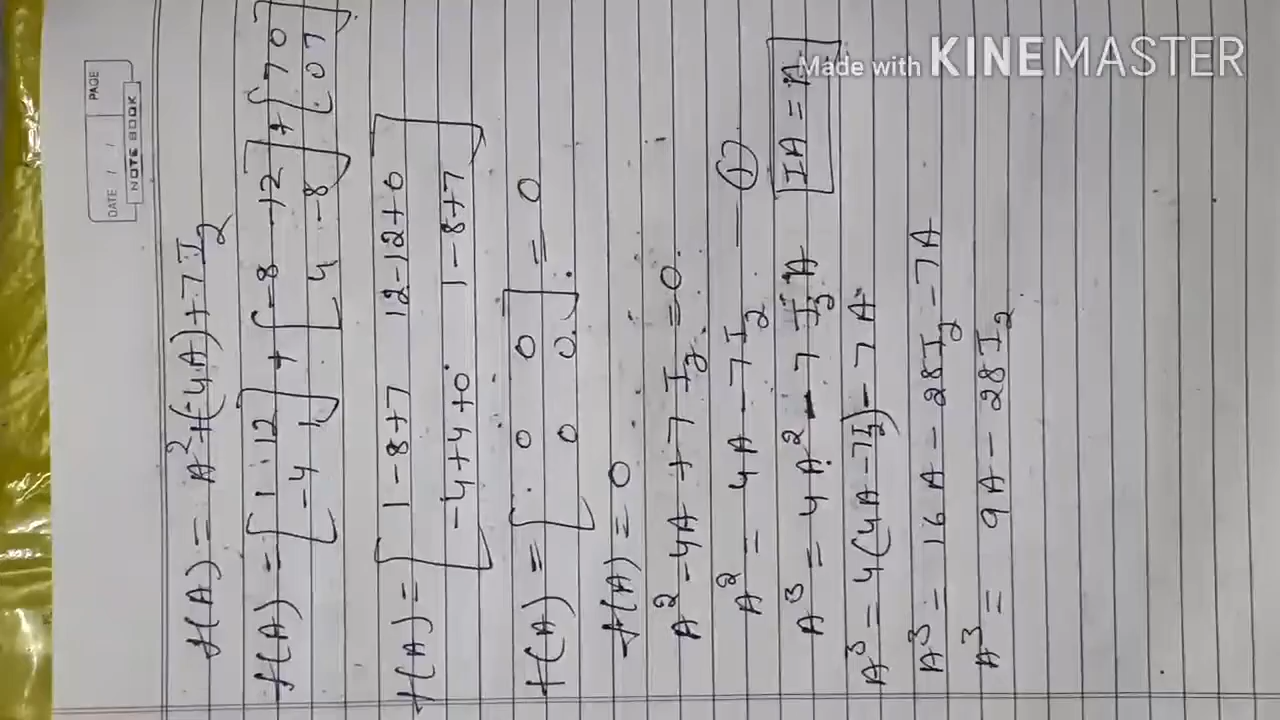 Made with KINEMASTER
DATE / / PAGE
NOTE BOOK
f(A) = A² + (-4A) + 7I₂
f(A) = [1 12] + [-8 -12] + [7 0]
[-4 1] [4 -8] [0 7]
f(A) = [1-8+7 12-12+0]
[-4+4+0 1-8+7]
f(A) = [0 0] = 0
[0 0]
f(A) = 0
A² - 4A + 7I₂ = 0
A² = 4A - 7I₂ — ①
A³ = 4A² - 7I₂A IA = A
A³ = 4(4A - 7I₂) - 7A
A³ = 16A - 28I₂ - 7A
A³ = 9A - 28I₂